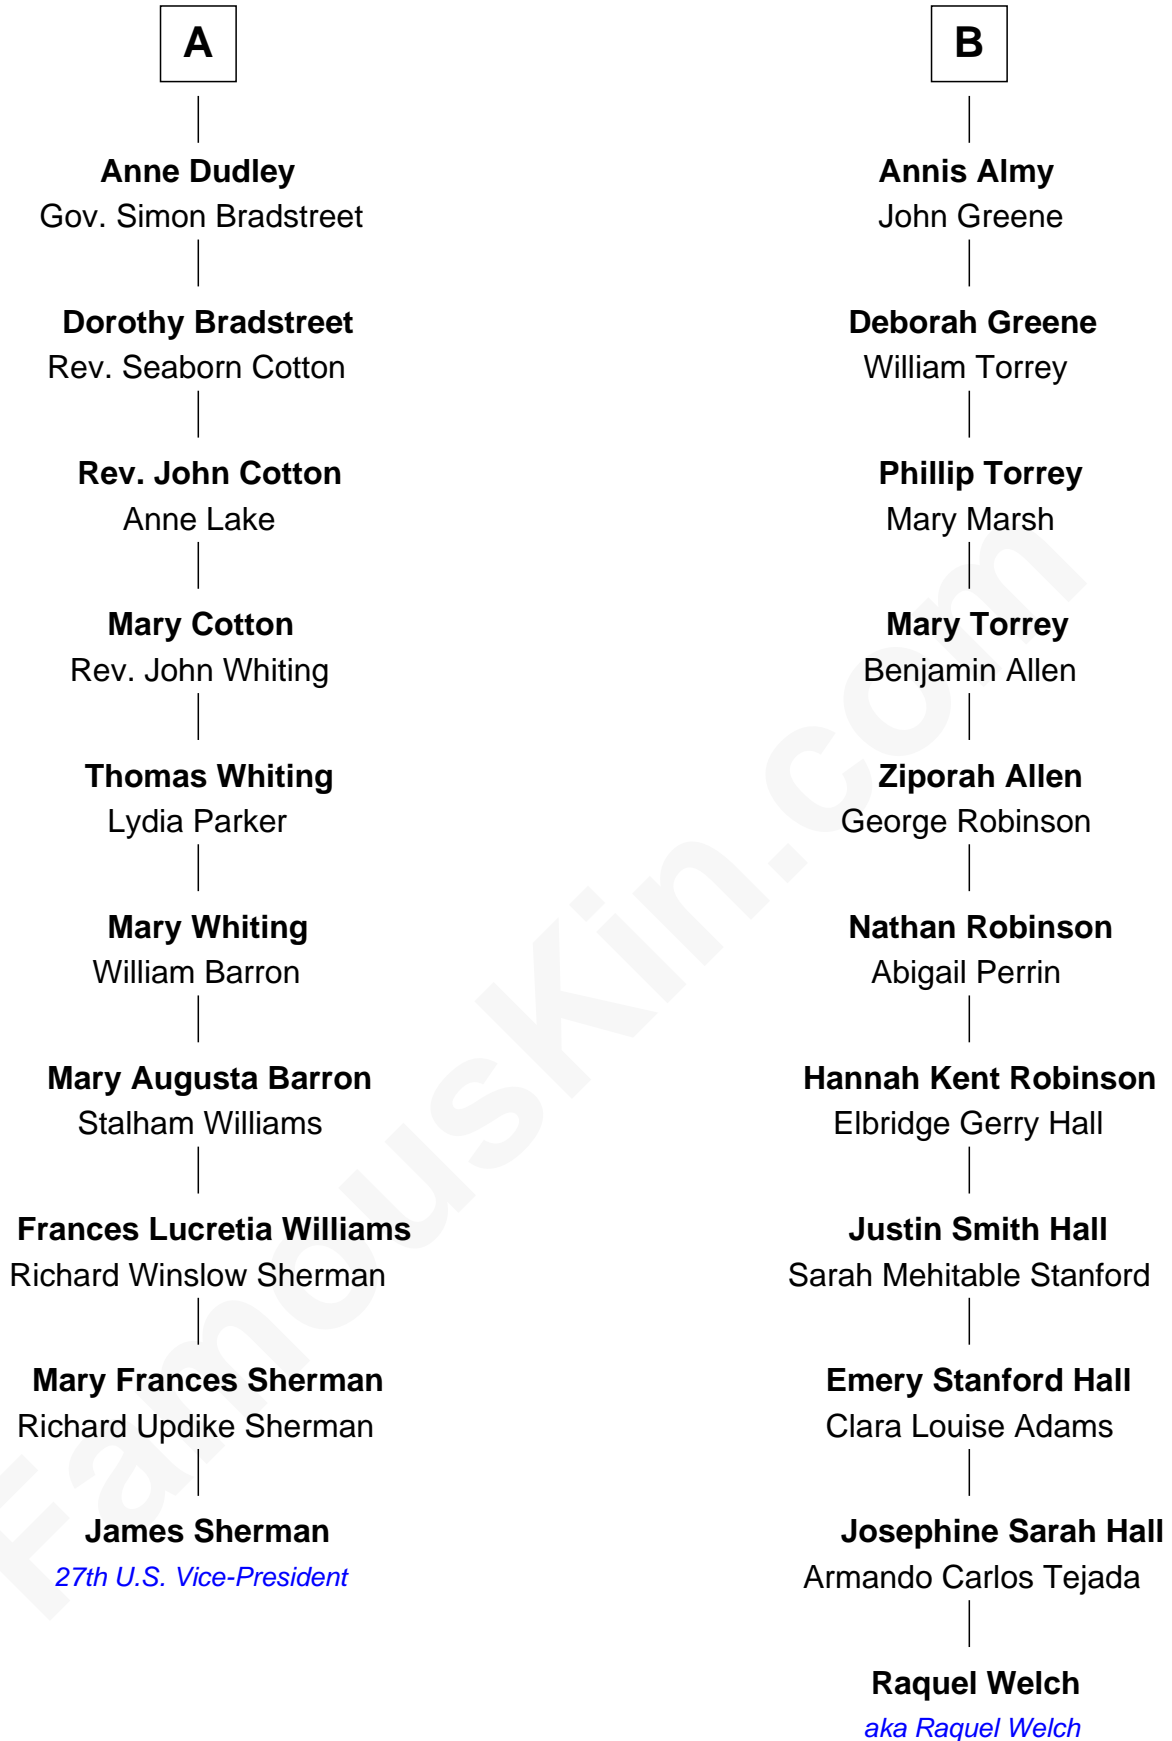 A
Anne Dudley
Gov. Simon Bradstreet
Dorothy Bradstreet
Rev. Seaborn Cotton
Rev. John Cotton
Anne Lake
Mary Cotton
Rev. John Whiting
Thomas Whiting
Lydia Parker
Mary Whiting
William Barron
Mary Augusta Barron
Stalham Williams
Frances Lucretia Williams
Richard Winslow Sherman
Mary Frances Sherman
Richard Updike Sherman
James Sherman
27th U.S. Vice-President
B
Annis Almy
John Greene
Deborah Greene
William Torrey
Phillip Torrey
Mary Marsh
Mary Torrey
Benjamin Allen
Ziporah Allen
George Robinson
Nathan Robinson
Abigail Perrin
Hannah Kent Robinson
Elbridge Gerry Hall
Justin Smith Hall
Sarah Mehitable Stanford
Emery Stanford Hall
Clara Louise Adams
Josephine Sarah Hall
Armando Carlos Tejada
Raquel Welch
aka Raquel Welch
FamousKin.com